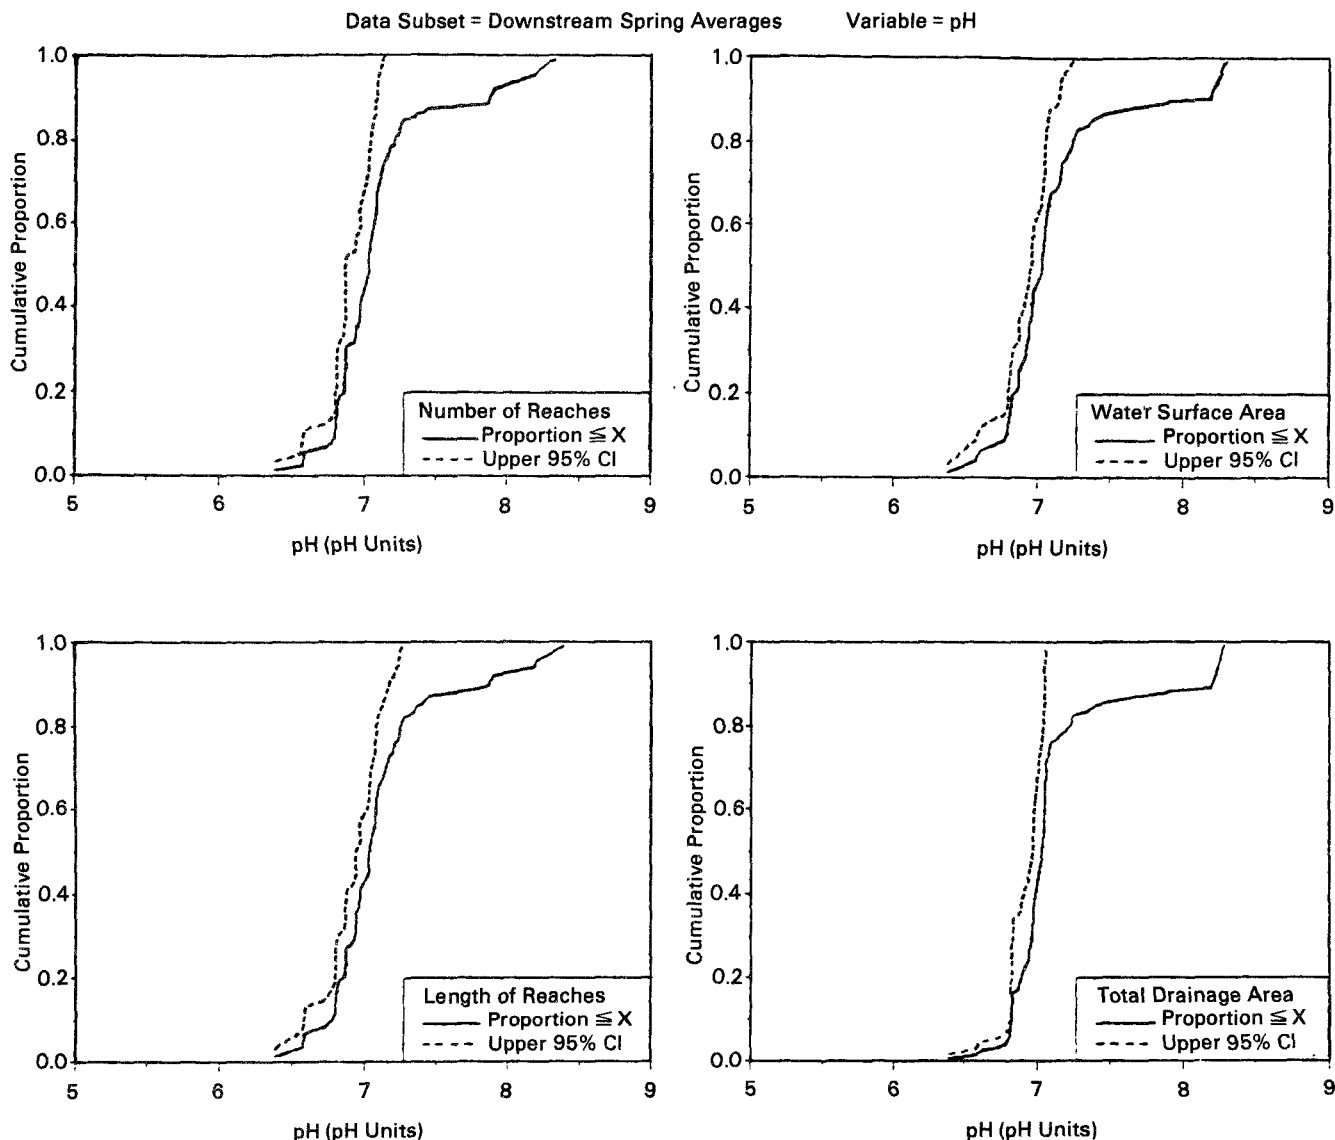 Data Subset = Downstream Spring Averages Variable = pH
1.0
0.8
0.6
0.4
0.2
0.0
Cumulative Proportion
Number of Reaches
Proportion ≦ X
Upper 95% CI
5 6 7 8 9
pH (pH Units)
1.0
0.8
0.6
0.4
0.2
0.0
Cumulative Proportion
Water Surface Area
Proportion ≦ X
Upper 95% CI
5 6 7 8 9
pH (pH Units)
1.0
0.8
0.6
0.4
0.2
0.0
Cumulative Proportion
Length of Reaches
Proportion ≦ X
Upper 95% CI
5 6 7 8 9
pH (pH Units)
1.0
0.8
0.6
0.4
0.2
0.0
Cumulative Proportion
Total Drainage Area
Proportion ≦ X
Upper 95% CI
5 6 7 8 9
pH (pH Units)